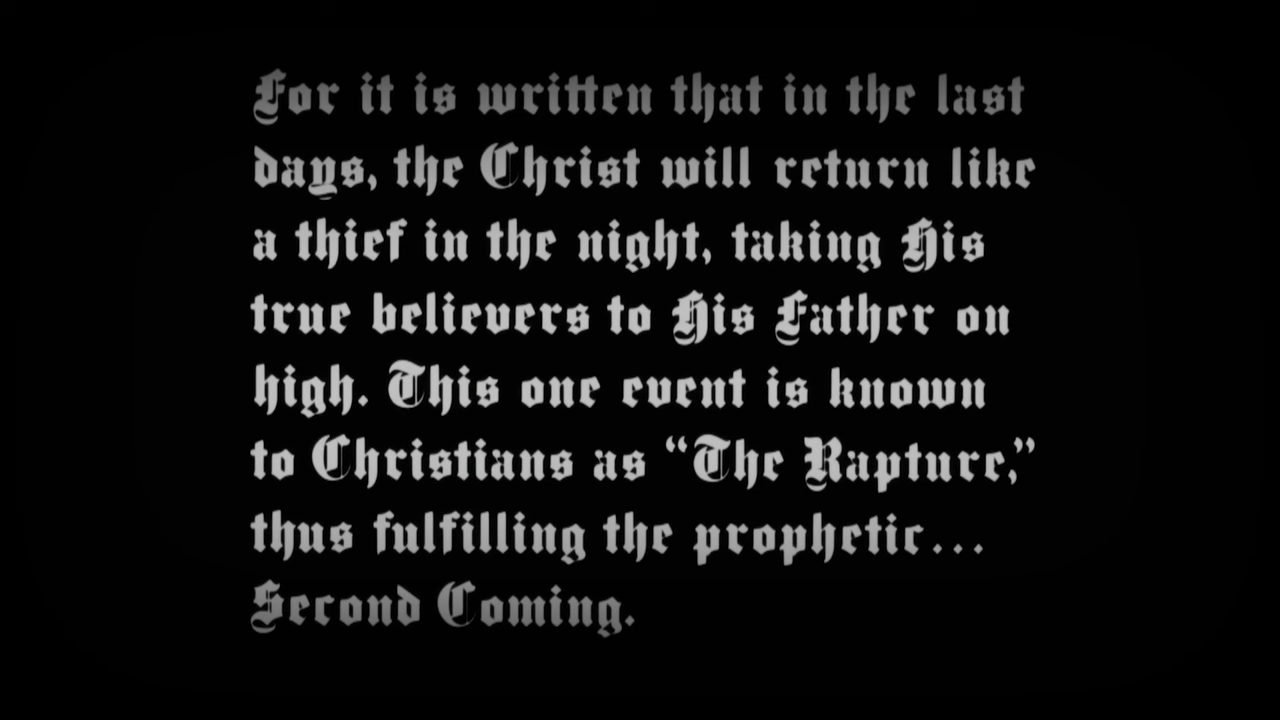 For it is written that in the last
days, the Christ will return like
a thief in the night, taking His
true believers to His Father on
high. This one event is known
to Christians as “The Rapture,”
thus fulfilling the prophetic...
Second Coming.